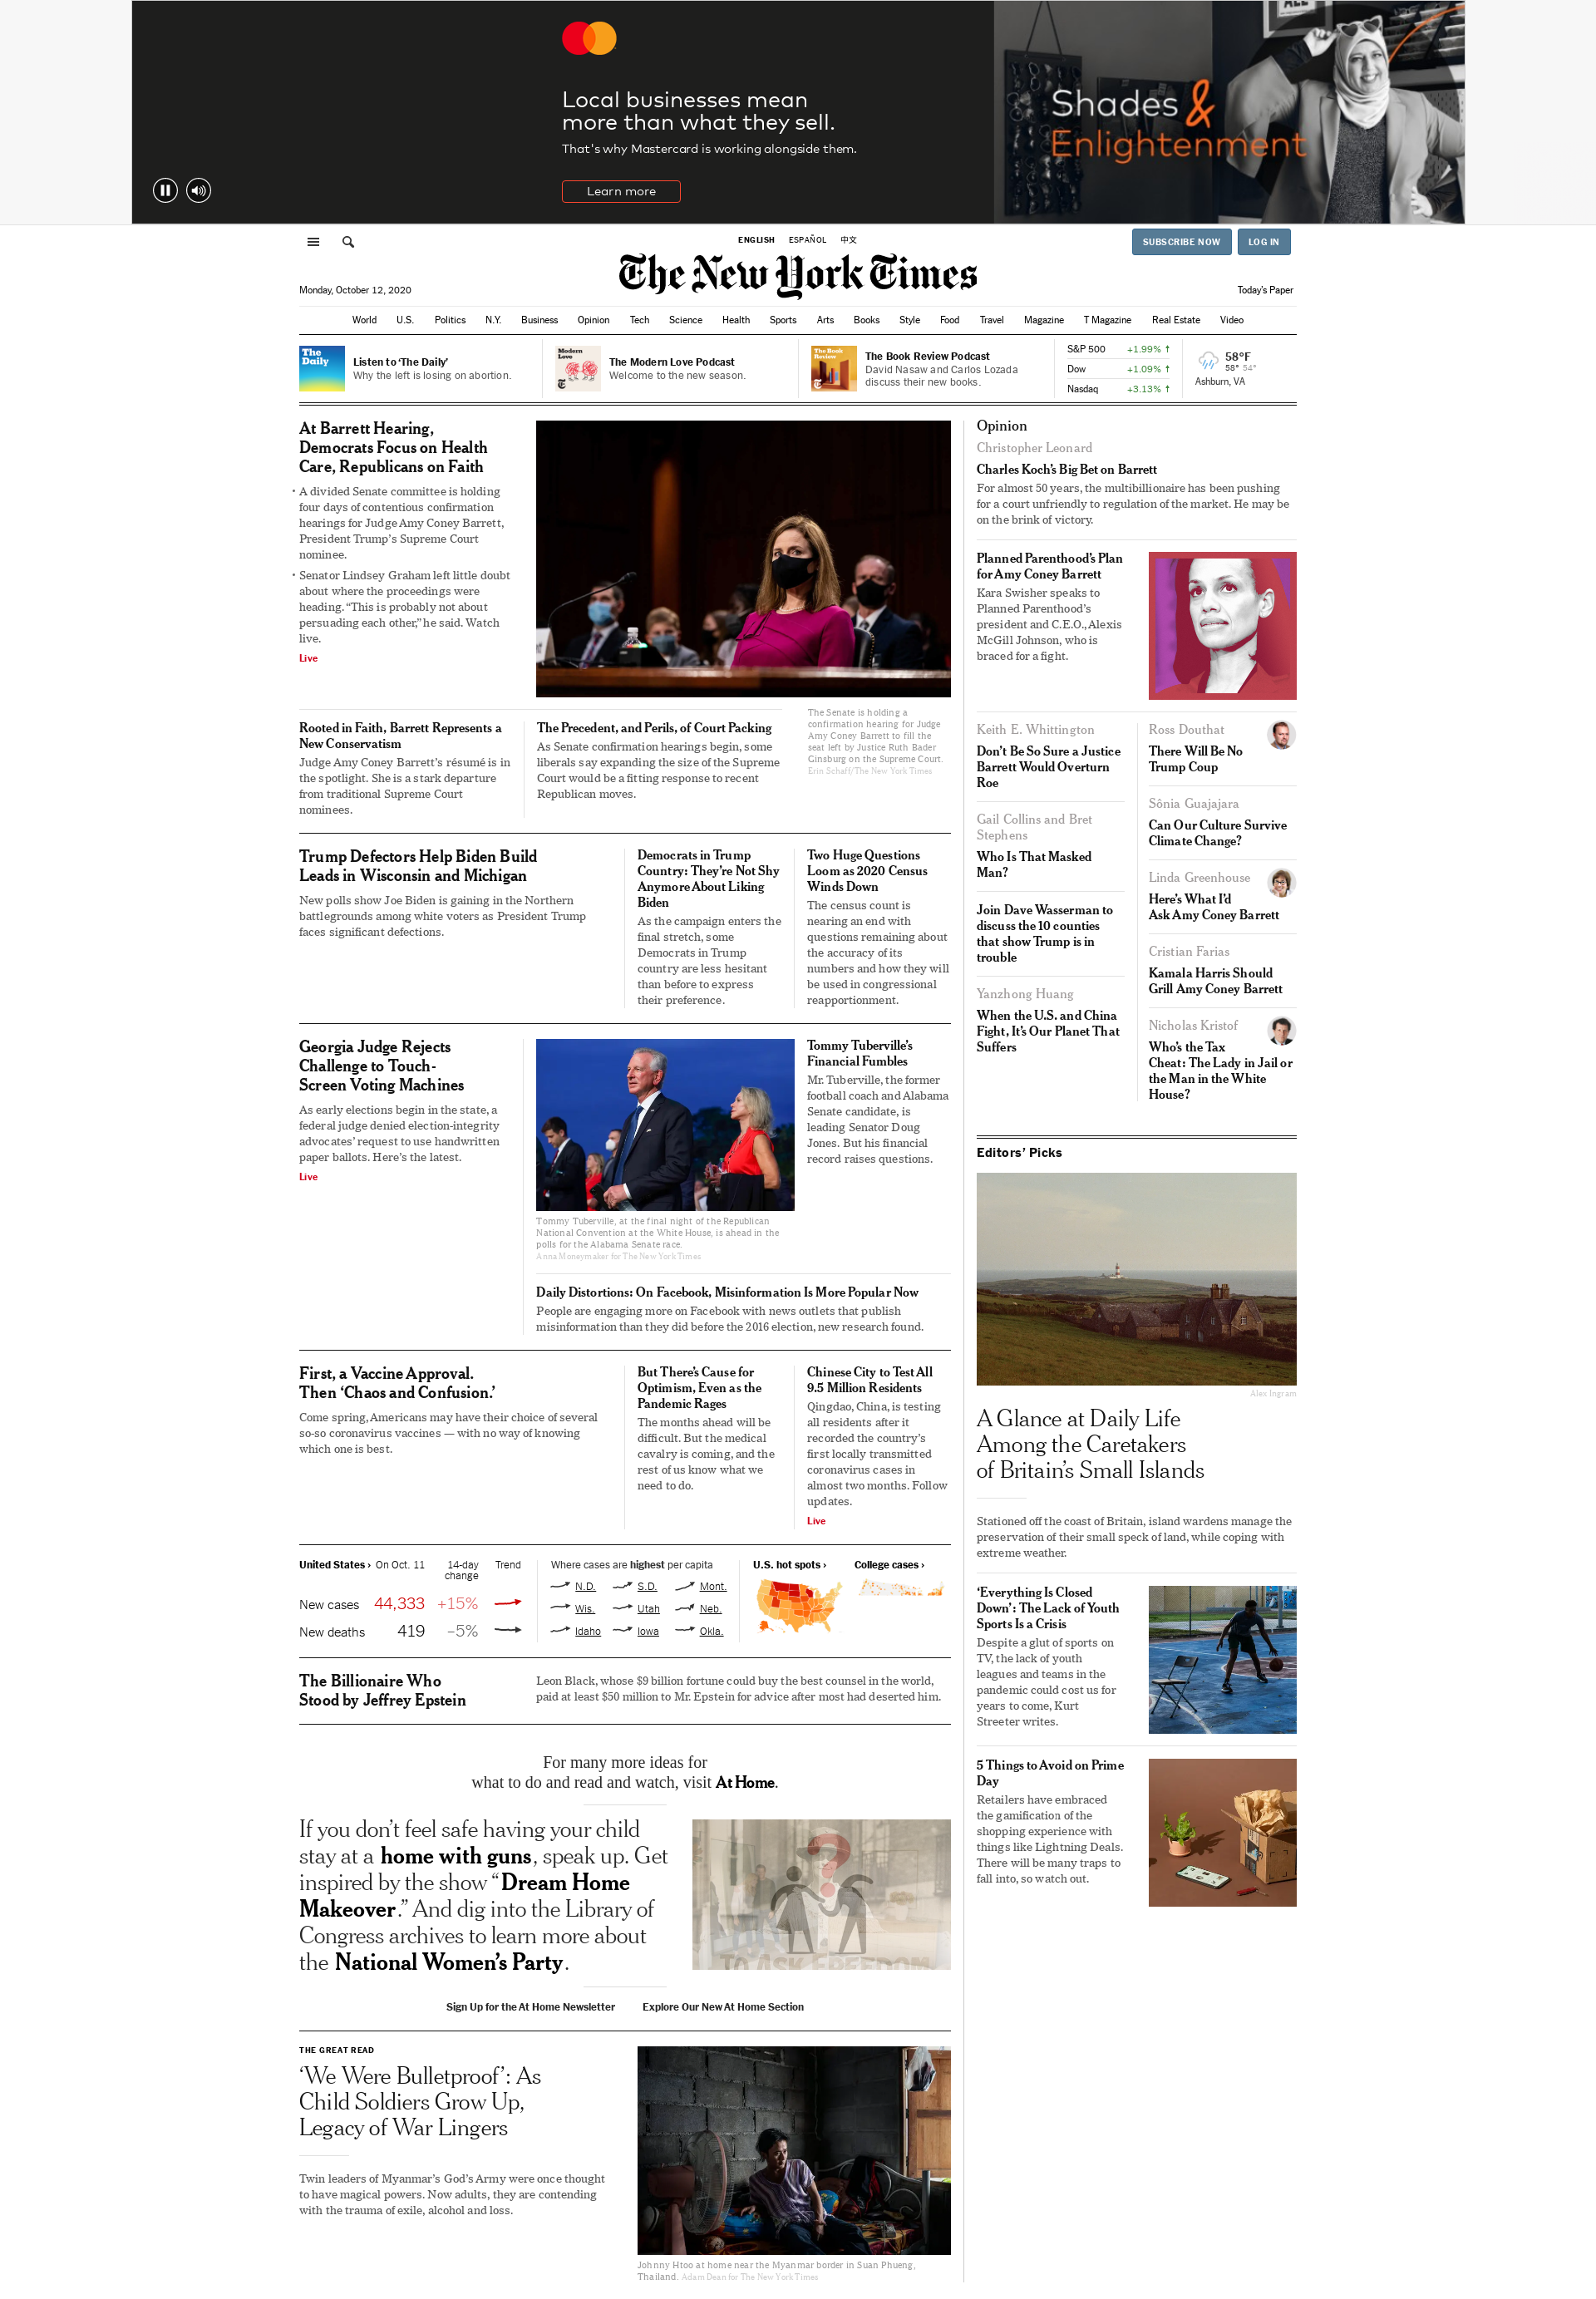 Local businesses mean
more than what they sell.
That's why Mastercard is working alongside them.
Learn more
Shades &
Enlightenment
ENGLISH ESPAÑOL 中文
SUBSCRIBE NOW LOG IN
The New York Times
Monday, October 12, 2020
Today's Paper
World U.S. Politics N.Y. Business Opinion Tech Science Health Sports Arts Books Style Food Travel Magazine T Magazine Real Estate Video
The
Daily
Listen to ‘The Daily’
Why the left is losing on abortion.
Modern
Love
The Modern Love Podcast
Welcome to the new season.
The Book
Review
The Book Review Podcast
David Nasaw and Carlos Lozada
discuss their new books.
S&P 500 +1.99% ↑
Dow +1.09% ↑
Nasdaq +3.13% ↑
58°F
58° 54°
Ashburn, VA
At Barrett Hearing,
Democrats Focus on Health
Care, Republicans on Faith
• A divided Senate committee is holding
four days of contentious confirmation
hearings for Judge Amy Coney Barrett,
President Trump’s Supreme Court
nominee.
• Senator Lindsey Graham left little doubt
about where the proceedings were
heading. “This is probably not about
persuading each other,” he said. Watch
live.
Live
Rooted in Faith, Barrett Represents a
New Conservatism
Judge Amy Coney Barrett’s résumé is in
the spotlight. She is a stark departure
from traditional Supreme Court
nominees.
The Precedent, and Perils, of Court Packing
As Senate confirmation hearings begin, some
liberals say expanding the size of the Supreme
Court would be a fitting response to recent
Republican moves.
The Senate is holding a
confirmation hearing for Judge
Amy Coney Barrett to fill the
seat left by Justice Ruth Bader
Ginsburg on the Supreme Court.
Erin Schaff/The New York Times
Trump Defectors Help Biden Build
Leads in Wisconsin and Michigan
New polls show Joe Biden is gaining in the Northern
battlegrounds among white voters as President Trump
faces significant defections.
Democrats in Trump
Country: They’re Not Shy
Anymore About Liking
Biden
As the campaign enters the
final stretch, some
Democrats in Trump
country are less hesitant
than before to express
their preference.
Two Huge Questions
Loom as 2020 Census
Winds Down
The census count is
nearing an end with
questions remaining about
the accuracy of its
numbers and how they will
be used in congressional
reapportionment.
Georgia Judge Rejects
Challenge to Touch-
Screen Voting Machines
As early elections begin in the state, a
federal judge denied election-integrity
advocates’ request to use handwritten
paper ballots. Here’s the latest.
Live
Tommy Tuberville, at the final night of the Republican
National Convention at the White House, is ahead in the
polls for the Alabama Senate race.
Anna Moneymaker for The New York Times
Tommy Tuberville’s
Financial Fumbles
Mr. Tuberville, the former
football coach and Alabama
Senate candidate, is
leading Senator Doug
Jones. But his financial
record raises questions.
Daily Distortions: On Facebook, Misinformation Is More Popular Now
People are engaging more on Facebook with news outlets that publish
misinformation than they did before the 2016 election, new research found.
First, a Vaccine Approval.
Then ‘Chaos and Confusion.’
Come spring, Americans may have their choice of several
so-so coronavirus vaccines — with no way of knowing
which one is best.
But There’s Cause for
Optimism, Even as the
Pandemic Rages
The months ahead will be
difficult. But the medical
cavalry is coming, and the
rest of us know what we
need to do.
Chinese City to Test All
9.5 Million Residents
Qingdao, China, is testing
all residents after it
recorded the country’s
first locally transmitted
coronavirus cases in
almost two months. Follow
updates.
Live
United States › On Oct. 11 14-day
change Trend
New cases 44,333 +15%
New deaths 419 –5%
Where cases are highest per capita
N.D. S.D. Mont.
Wis. Utah Neb.
Idaho Iowa Okla.
U.S. hot spots ›
College cases ›
The Billionaire Who
Stood by Jeffrey Epstein
Leon Black, whose $9 billion fortune could buy the best counsel in the world,
paid at least $50 million to Mr. Epstein for advice after most had deserted him.
For many more ideas for
what to do and read and watch, visit At Home.
If you don’t feel safe having your child
stay at a home with guns, speak up. Get
inspired by the show “Dream Home
Makeover.” And dig into the Library of
Congress archives to learn more about
the National Women’s Party.
?
TO ASK FREEDOM
Sign Up for the At Home Newsletter Explore Our New At Home Section
THE GREAT READ
‘We Were Bulletproof’: As
Child Soldiers Grow Up,
Legacy of War Lingers
Twin leaders of Myanmar’s God’s Army were once thought
to have magical powers. Now adults, they are contending
with the trauma of exile, alcohol and loss.
Johnny Htoo at home near the Myanmar border in Suan Phueng,
Thailand. Adam Dean for The New York Times
Opinion
Christopher Leonard
Charles Koch’s Big Bet on Barrett
For almost 50 years, the multibillionaire has been pushing
for a court unfriendly to regulation of the market. He may be
on the brink of victory.
Planned Parenthood’s Plan
for Amy Coney Barrett
Kara Swisher speaks to
Planned Parenthood’s
president and C.E.O., Alexis
McGill Johnson, who is
braced for a fight.
Keith E. Whittington
Don’t Be So Sure a Justice
Barrett Would Overturn
Roe
Gail Collins and Bret
Stephens
Who Is That Masked
Man?
Join Dave Wasserman to
discuss the 10 counties
that show Trump is in
trouble
Yanzhong Huang
When the U.S. and China
Fight, It’s Our Planet That
Suffers
Ross Douthat
There Will Be No
Trump Coup
Sônia Guajajara
Can Our Culture Survive
Climate Change?
Linda Greenhouse
Here’s What I’d
Ask Amy Coney Barrett
Cristian Farias
Kamala Harris Should
Grill Amy Coney Barrett
Nicholas Kristof
Who’s the Tax
Cheat: The Lady in Jail or
the Man in the White
House?
Editors’ Picks
Alex Ingram
A Glance at Daily Life
Among the Caretakers
of Britain’s Small Islands
Stationed off the coast of Britain, island wardens manage the
preservation of their small speck of land, while coping with
extreme weather.
‘Everything Is Closed
Down’: The Lack of Youth
Sports Is a Crisis
Despite a glut of sports on
TV, the lack of youth
leagues and teams in the
pandemic could cost us for
years to come, Kurt
Streeter writes.
5 Things to Avoid on Prime
Day
Retailers have embraced
the gamification of the
shopping experience with
things like Lightning Deals.
There will be many traps to
fall into, so watch out.